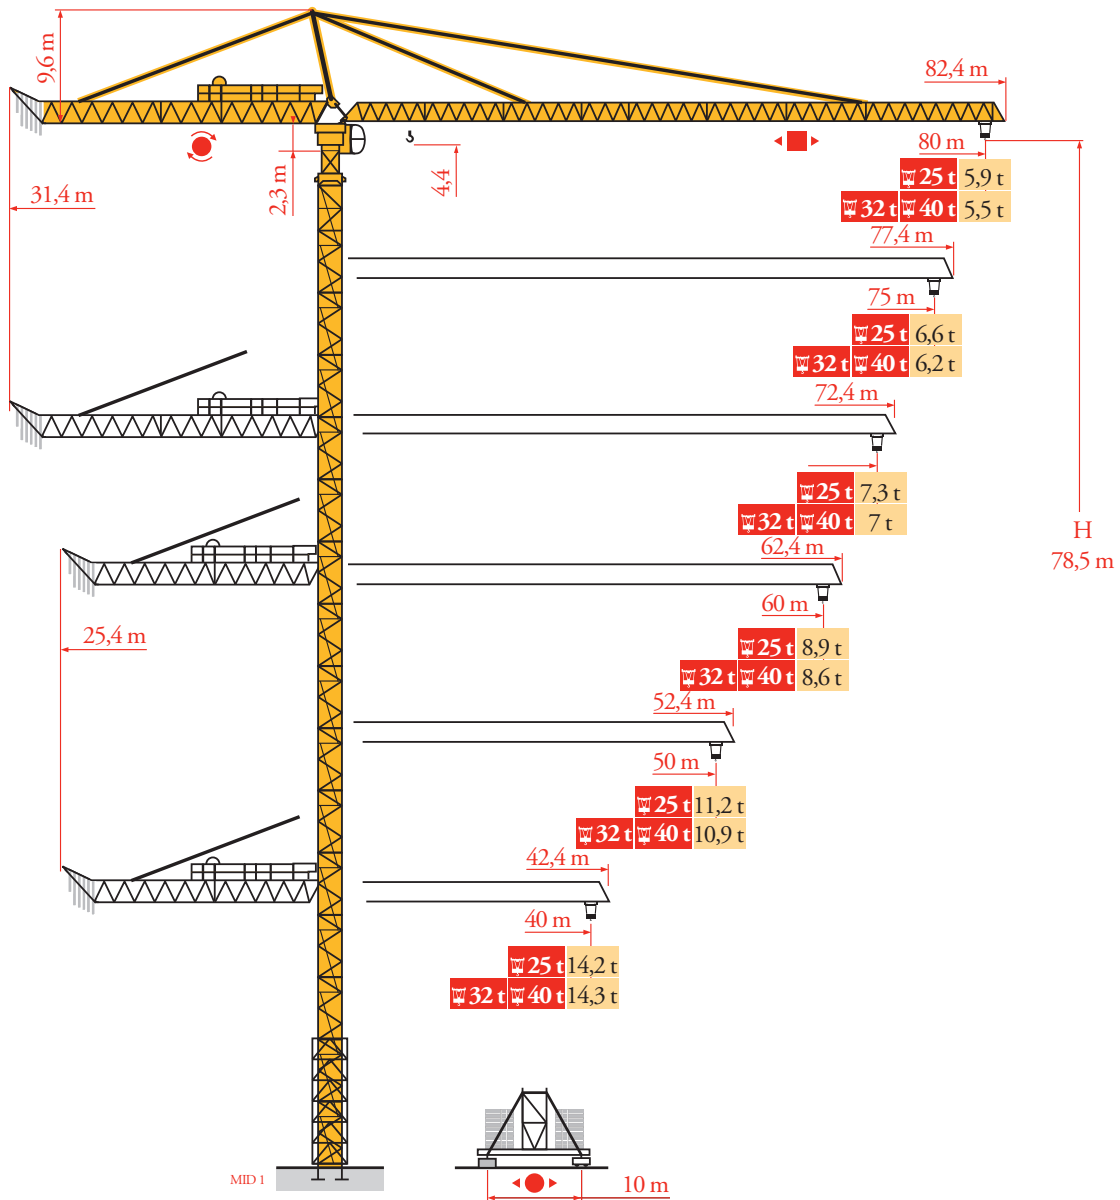 9,6 m
82,4 m
80 m
25 t 5,9 t
32 t 40 t 5,5 t
31,4 m
2,3 m
4,4
77,4 m
75 m
25 t 6,6 t
32 t 40 t 6,2 t
72,4 m
25 t 7,3 t
32 t 40 t 7 t
H
78,5 m
62,4 m
60 m
25,4 m
25 t 8,9 t
32 t 40 t 8,6 t
52,4 m
50 m
25 t 11,2 t
32 t 40 t 10,9 t
42,4 m
40 m
25 t 14,2 t
32 t 40 t 14,3 t
MID 1
10 m